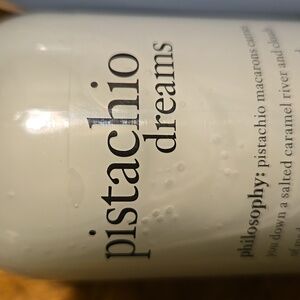 pistachio
dreams
philosophy: pistachio macarons
you down a salted caramel river and